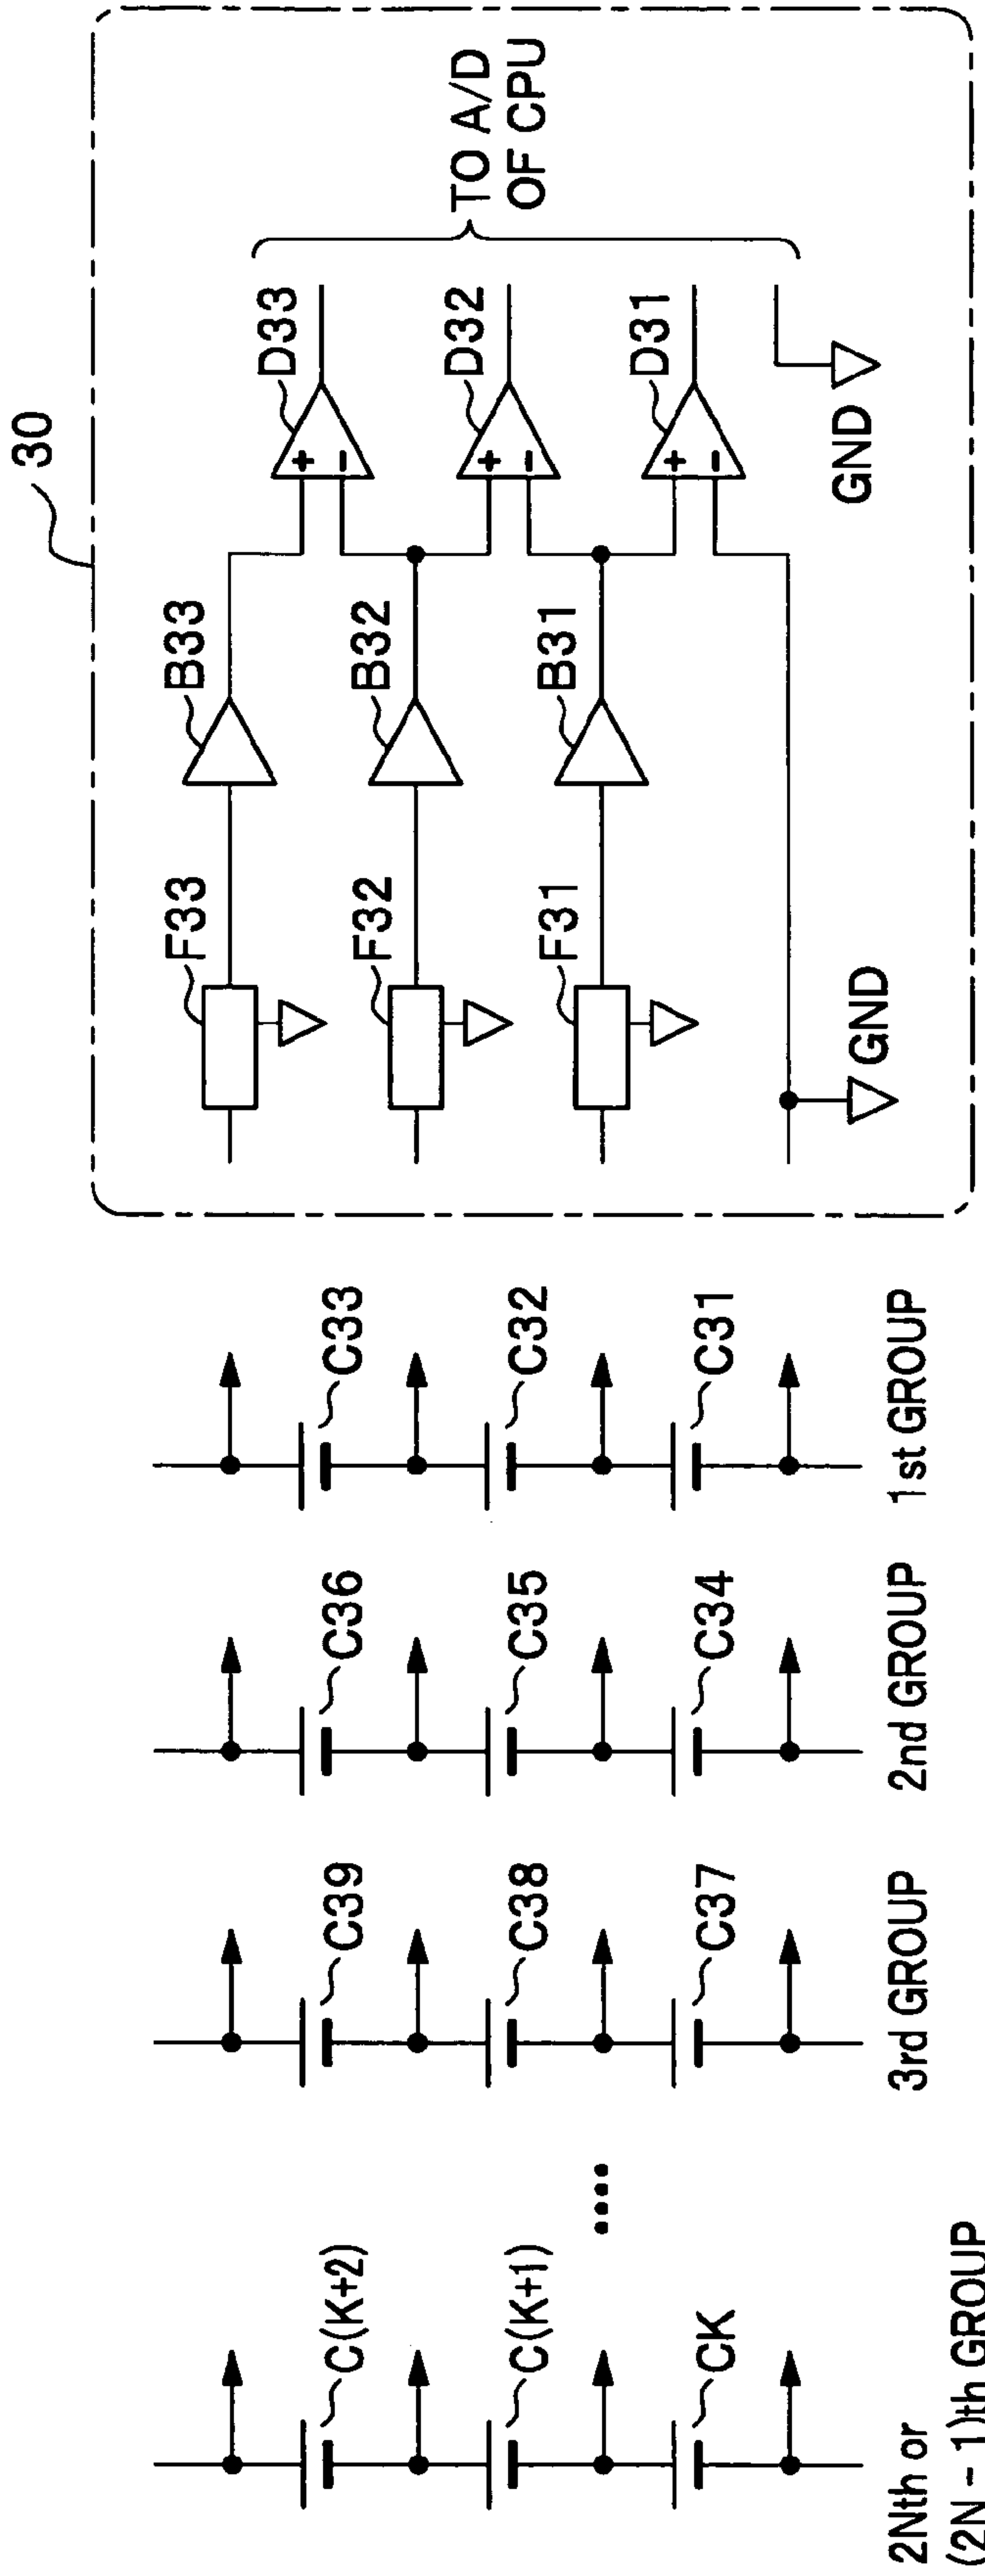 30
F33
B33
D33
F32
B32
D32
F31
B31
D31
+
-
+
-
+
-
TO A/D
OF CPU
GND
GND
C(K+2)
C(K+1)
CK
2Nth or
(2N - 1)th GROUP
C39
C38
C37
3rd GROUP
C36
C35
C34
2nd GROUP
C33
C32
C31
1st GROUP